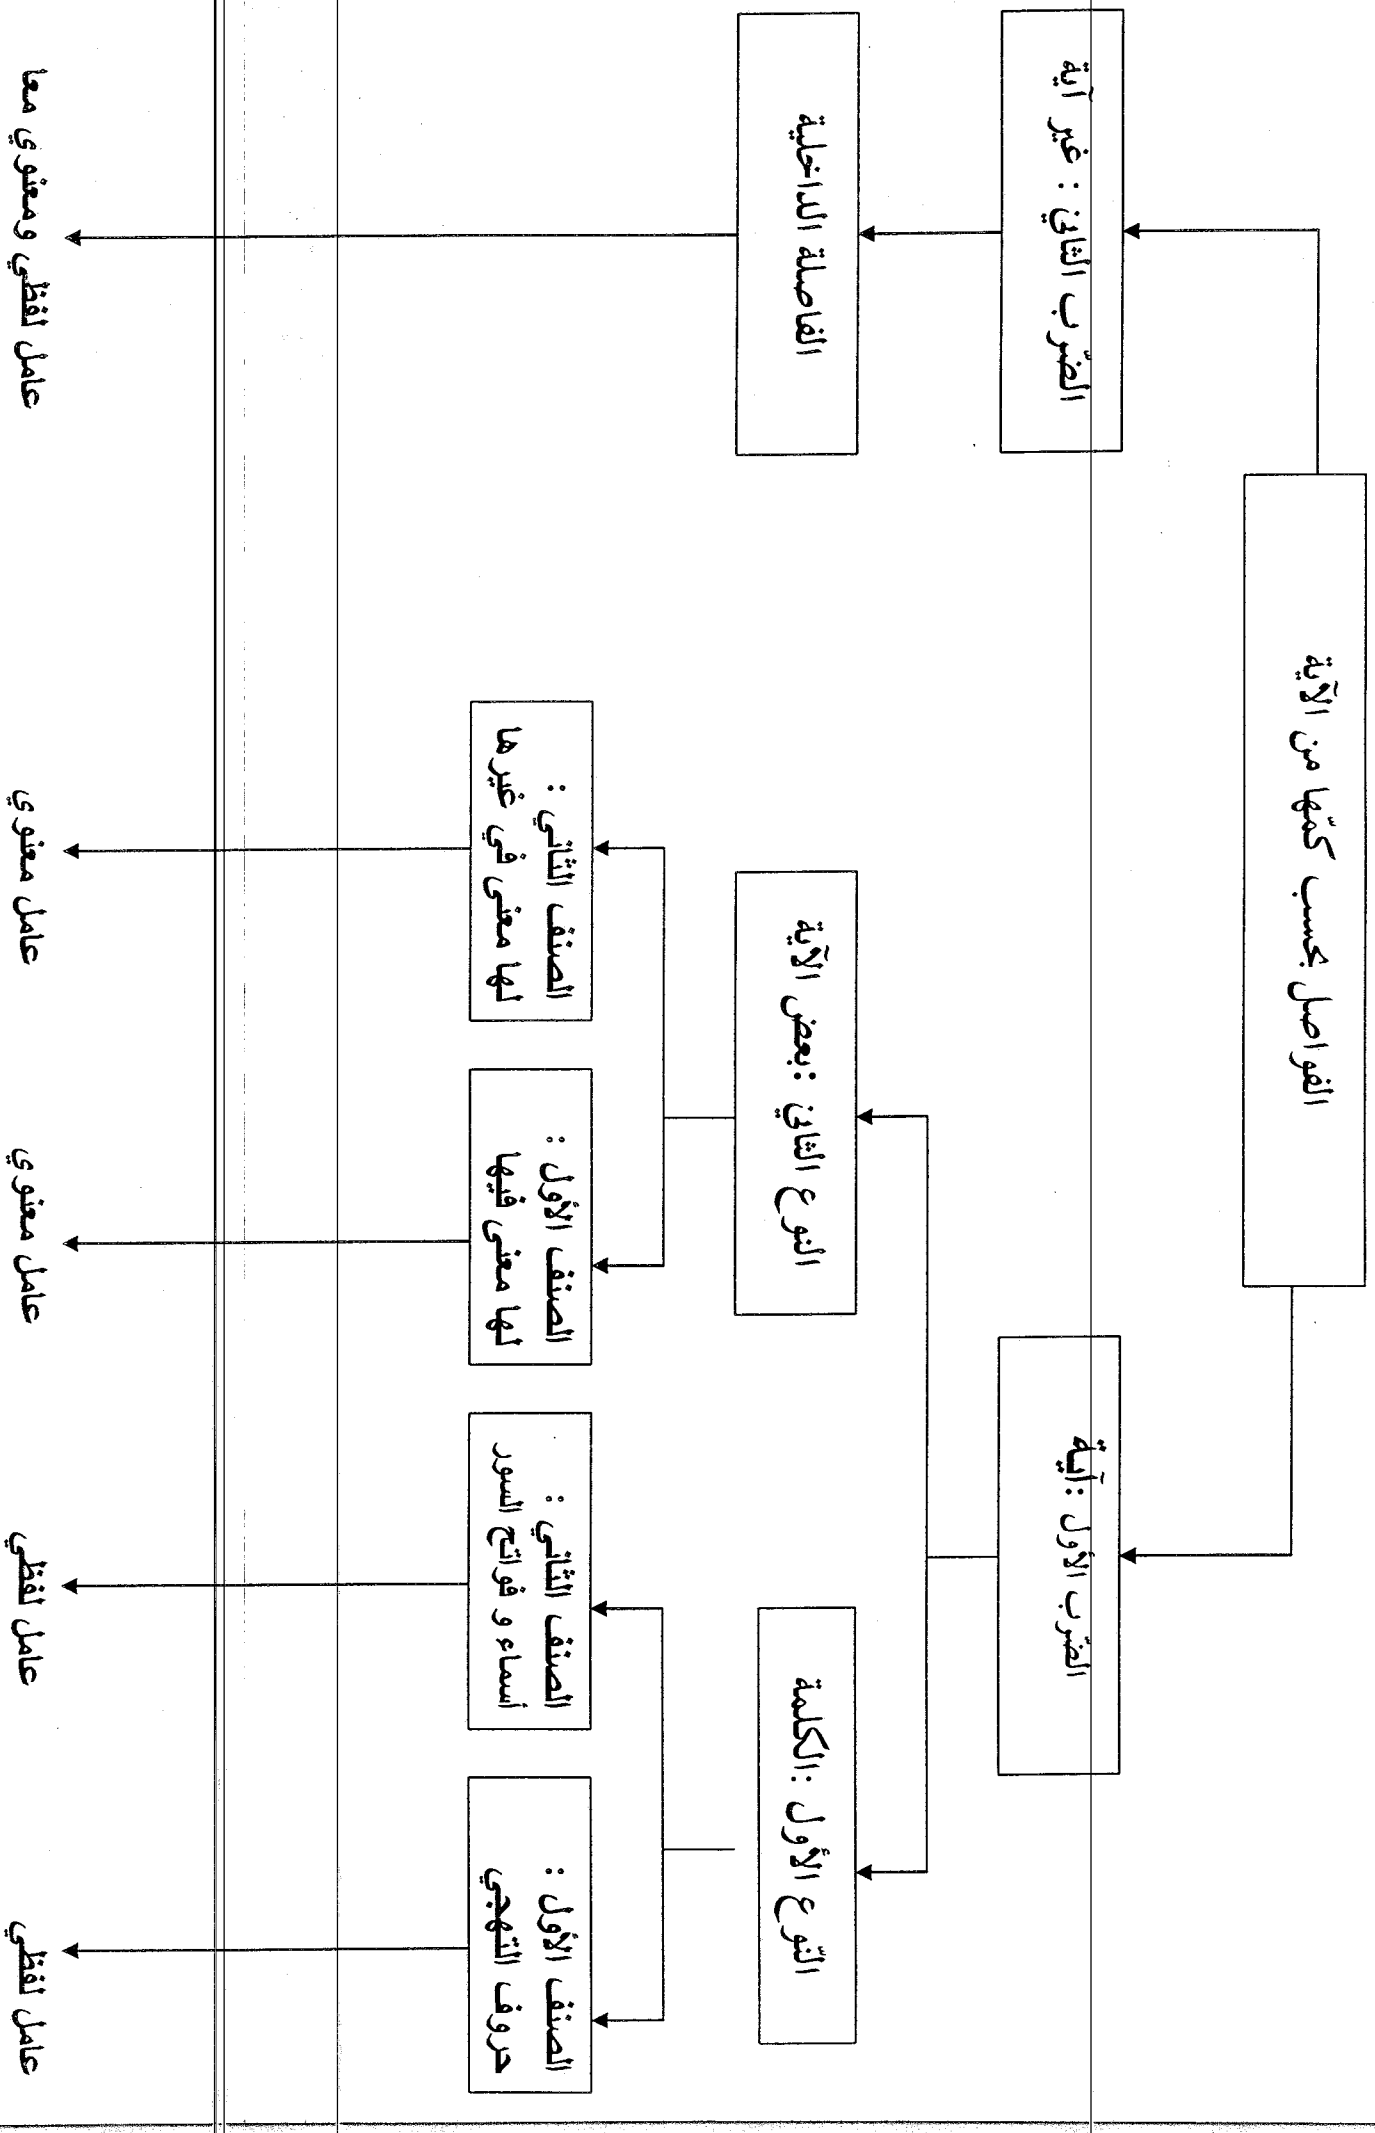 الفواصل بحسب كمّها من الآية
الضّرب الأول :آية
الضّرب الثاني : غير آية
النّوع الأول :الكلمة
النوع الثاني :بعض الآية
الفاصلة الداخلية
الصنف الأول :
حروف التهجي
الصنف الثاني :
أسماء و فواتح السور
الصنف الأول :
لها معنى فيها
الصنف الثاني :
لها معنى في غيرها
عامل لفظي
عامل لفظي
عامل معنوي
عامل معنوي
عامل لفظي ومعنوي معا